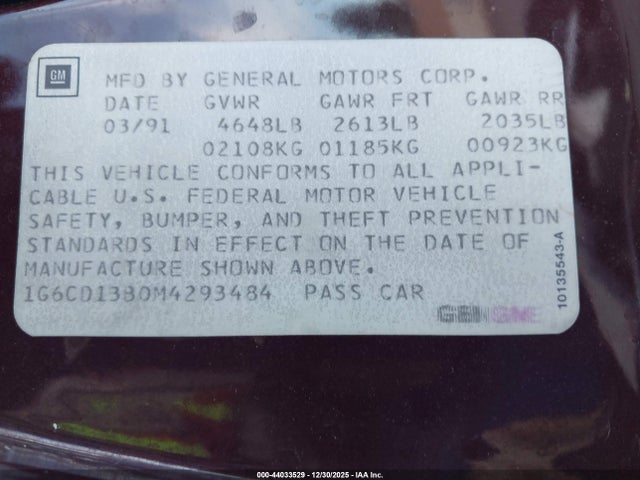 GM
MFD BY GENERAL MOTORS CORP.
DATE GVWR GAWR FRT GAWR RR
03/91 4648LB 2613LB 2035LB
02108KG 01185KG 00923KG
THIS VEHICLE CONFORMS TO ALL APPLI-
CABLE U.S. FEDERAL MOTOR VEHICLE
SAFETY, BUMPER, AND THEFT PREVENTION
STANDARDS IN EFFECT ON THE DATE OF
MANUFACTURE SHOWN ABOVE.
1G6CD13B0M4293484 PASS CAR
10135543-A
000-44033529 - 12/30/2025 - IAA Inc.